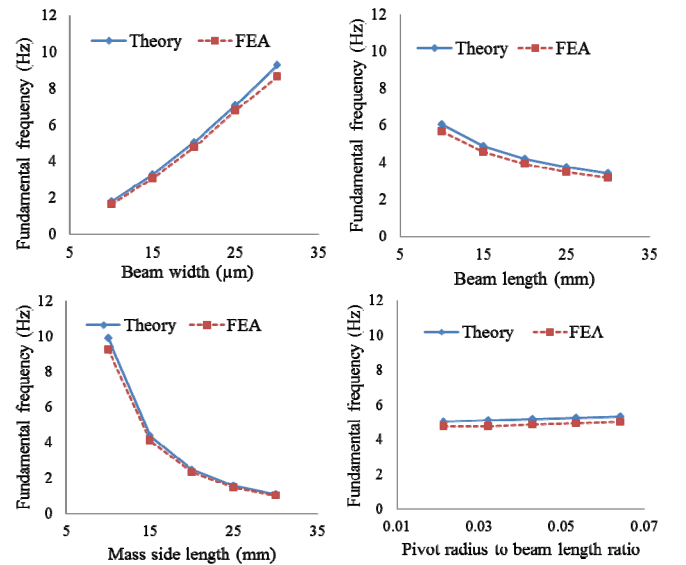 Fundamental frequency (Hz)
12
10
8
6
4
2
0
Theory FEA
5 15 25 35
Beam width (µm)
Fundamental frequency (Hz)
12
10
8
6
4
2
0
Theory FEA
5 15 25 35
Beam length (mm)
Fundamental frequency (Hz)
12
10
8
6
4
2
0
Theory FEA
5 15 25 35
Mass side length (mm)
Fundamental frequency (Hz)
12
10
8
6
4
2
0
Theory FEA
0.01 0.03 0.05 0.07
Pivot radius to beam length ratio